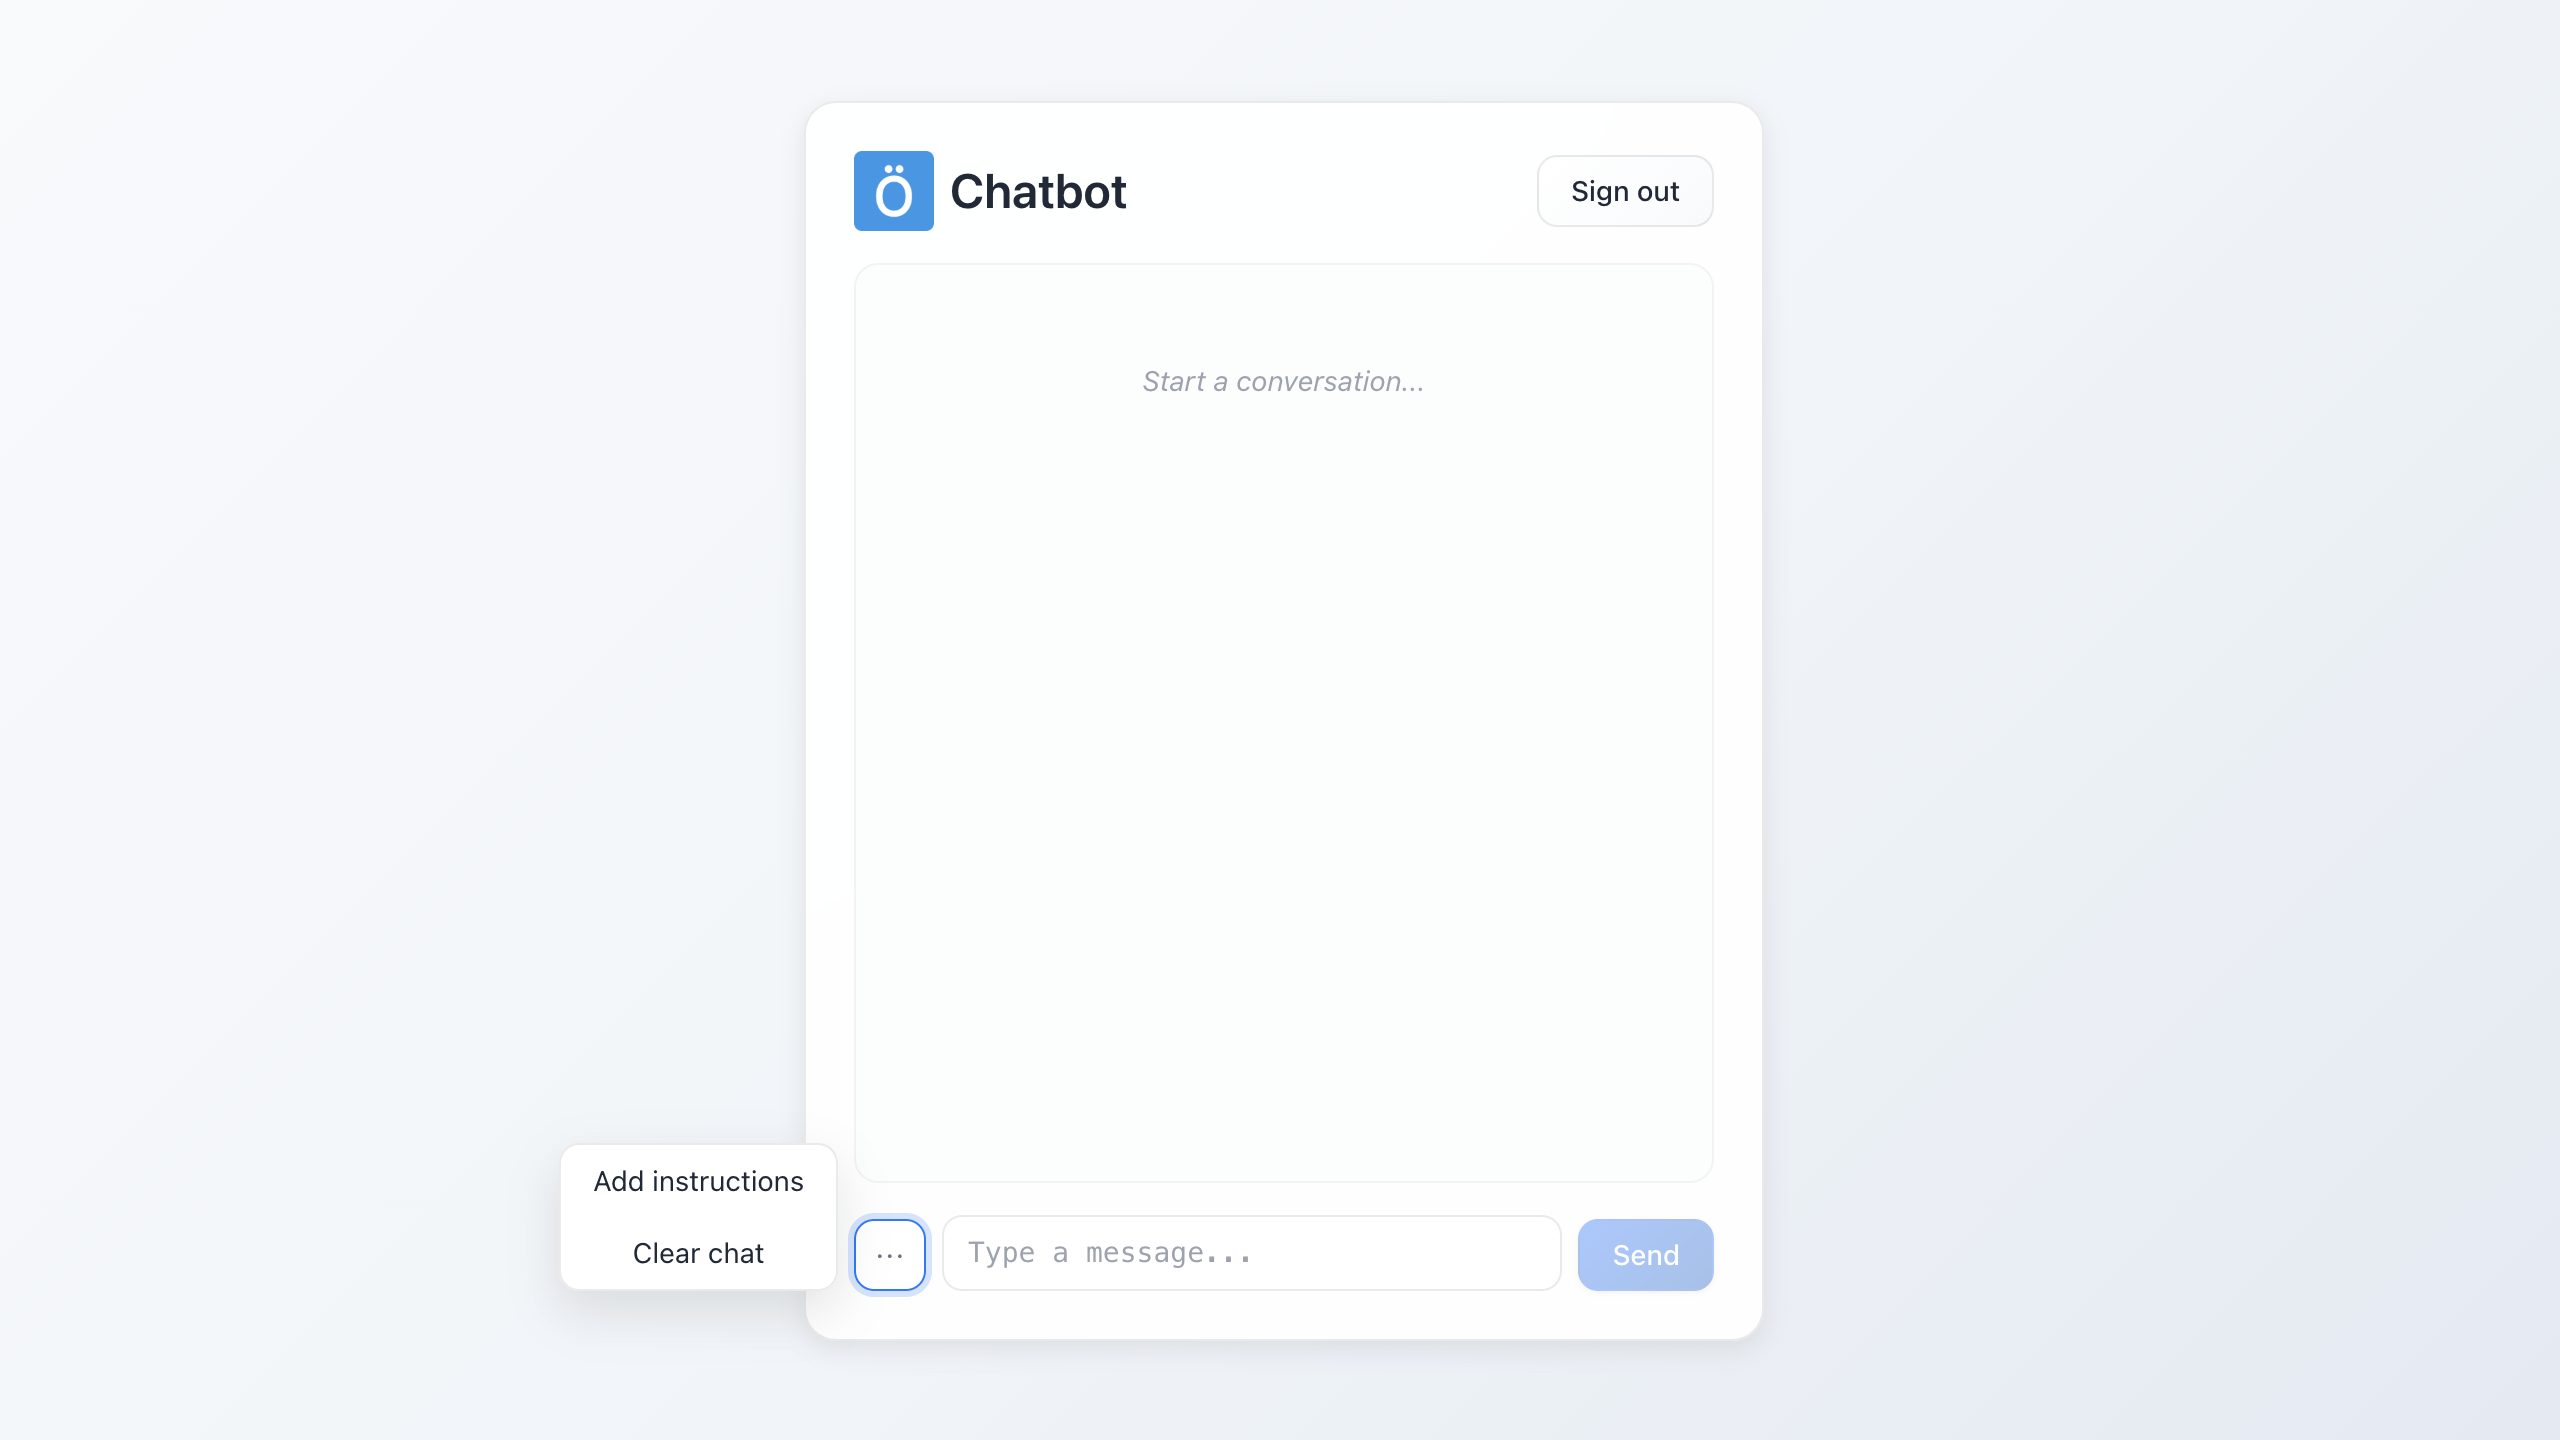 Ö Chatbot
Sign out
Start a conversation...
Add instructions
Clear chat
...
Type a message...
Send